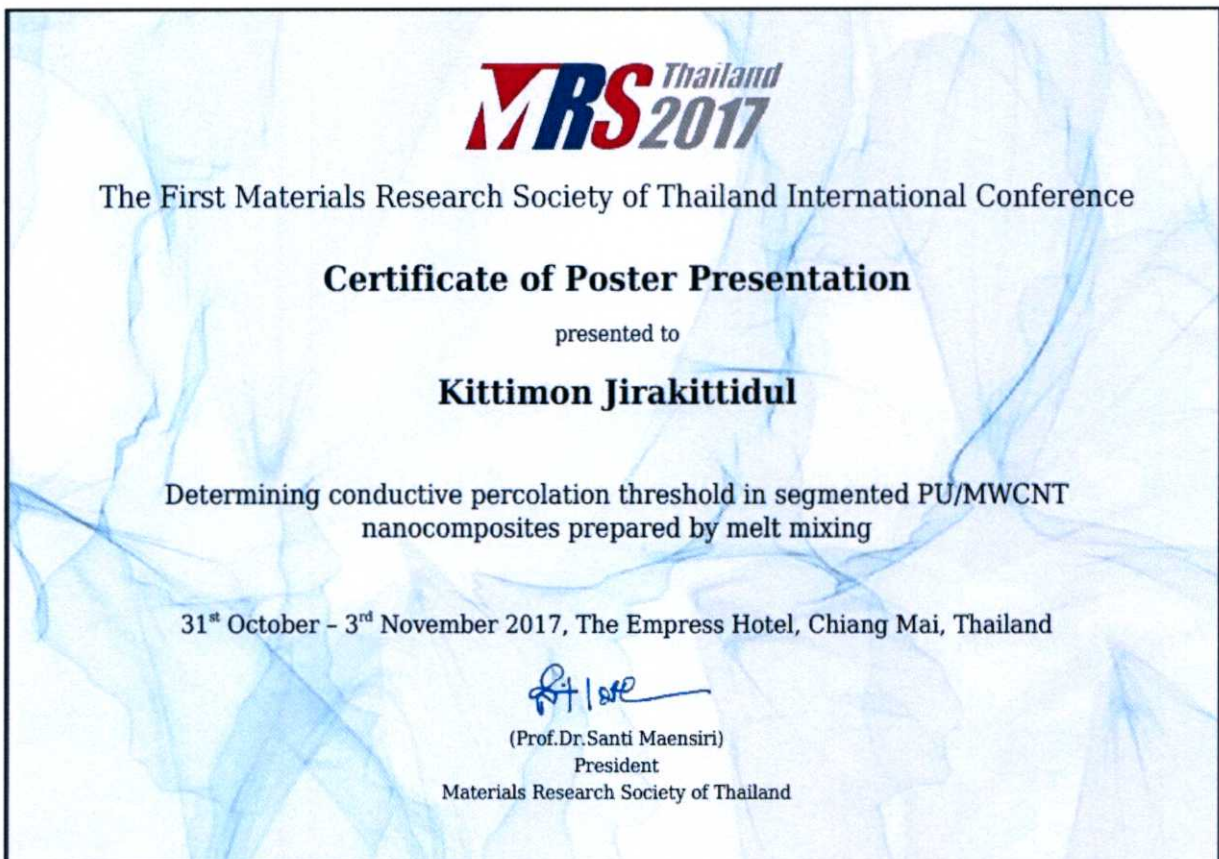 MRS Thailand 2017
The First Materials Research Society of Thailand International Conference
Certificate of Poster Presentation
presented to
Kittimon Jirakittidul
Determining conductive percolation threshold in segmented PU/MWCNT
nanocomposites prepared by melt mixing
31st October – 3rd November 2017, The Empress Hotel, Chiang Mai, Thailand
(Prof.Dr.Santi Maensiri)
President
Materials Research Society of Thailand